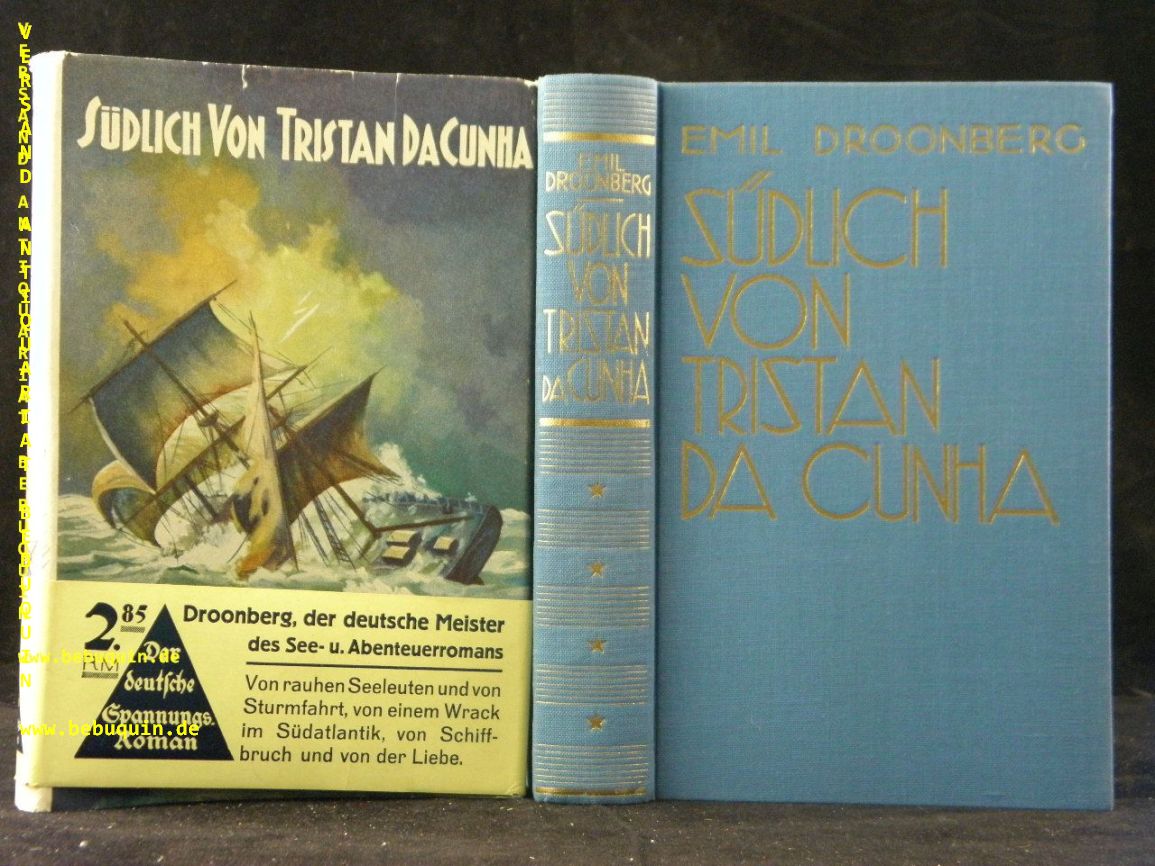 SÜDLICH VON TRISTAN DA CUNHA
2.85
RM
Der
deutsche
Spannungs-
Roman
Droonberg, der deutsche Meister
des See- u. Abenteuerromans
Von rauhen Seeleuten und von
Sturmfahrt, von einem Wrack
im Südatlantik, von Schiff-
bruch und von der Liebe.
EMIL
DROONBERG
SÜDLICH
VON
TRISTAN
DA CUNHA
EMIL DROONBERG
SÜDLICH
VON
TRISTAN
DA CUNHA
VERSAND ANTIQUARIAT BEBUQUIN
www.bebuquin.de
www.bebuquin.de